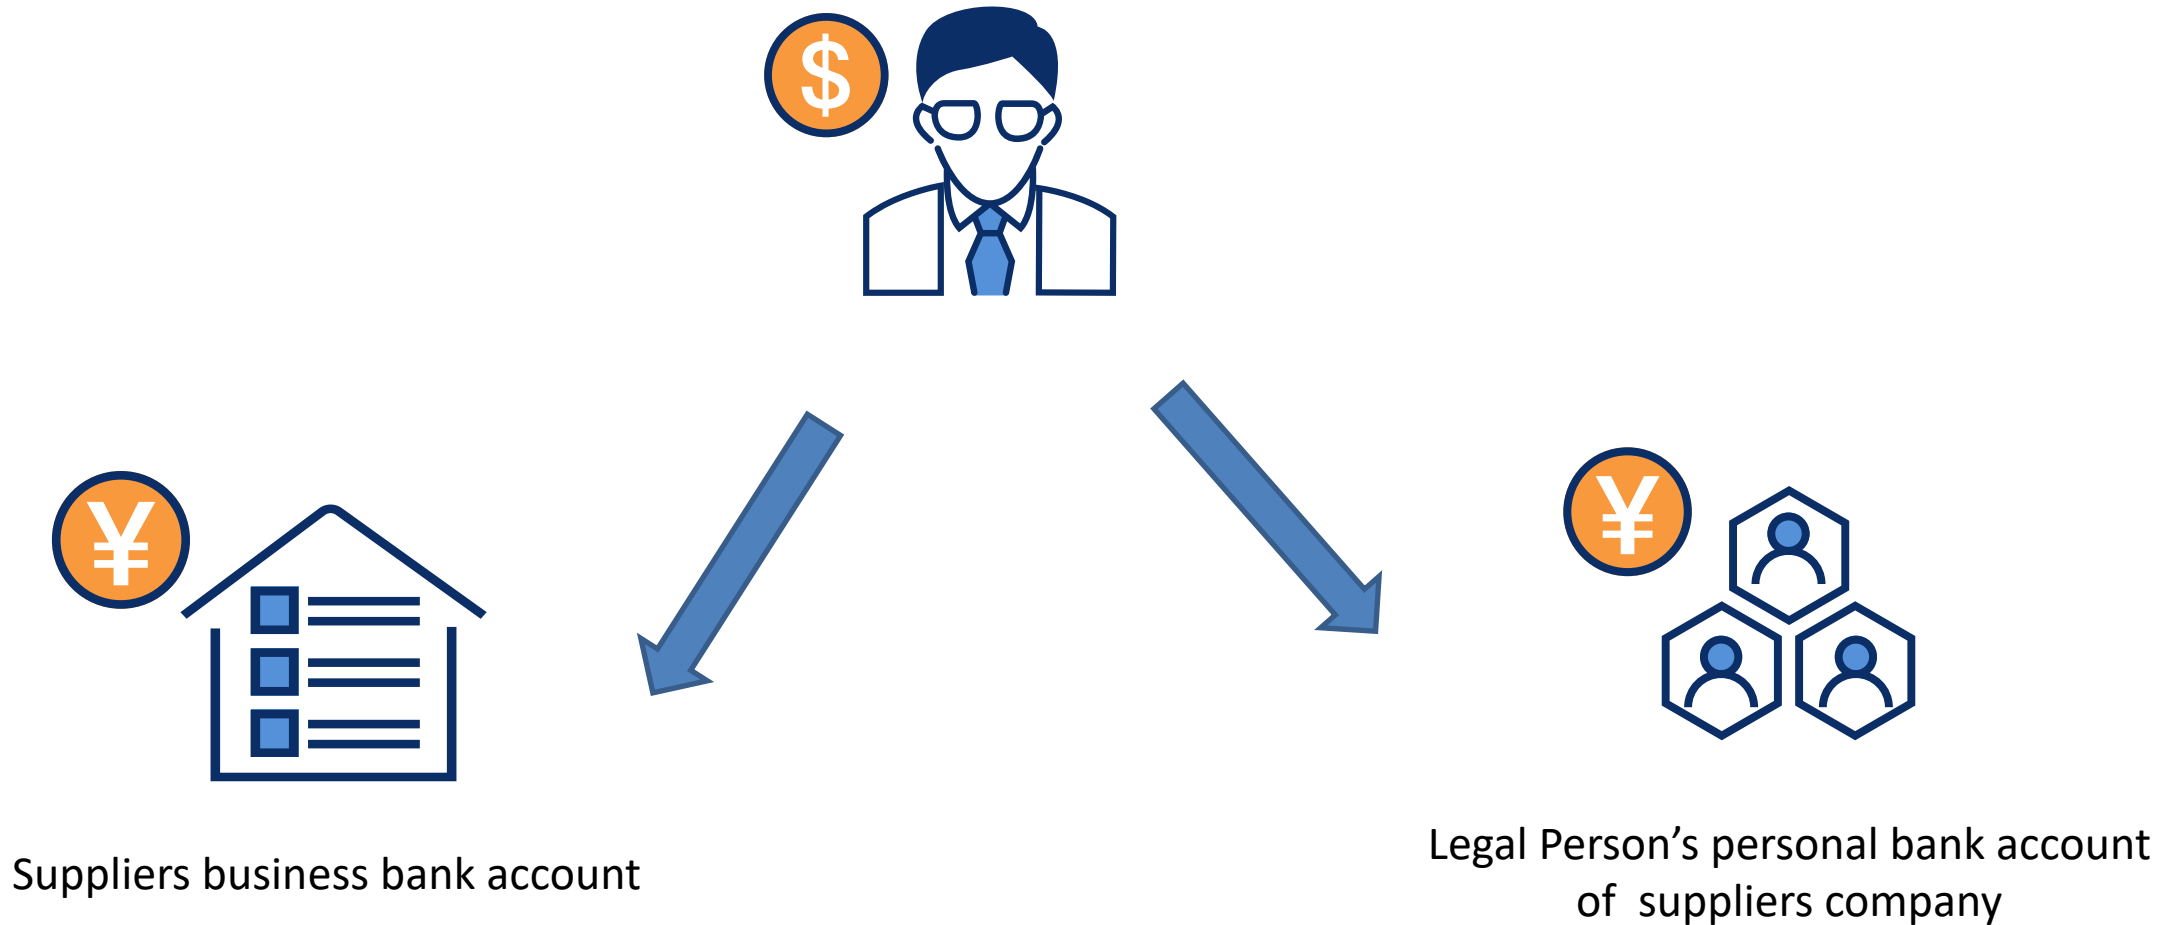 $
¥
¥
Suppliers business bank account
Legal Person’s personal bank account
of  suppliers company